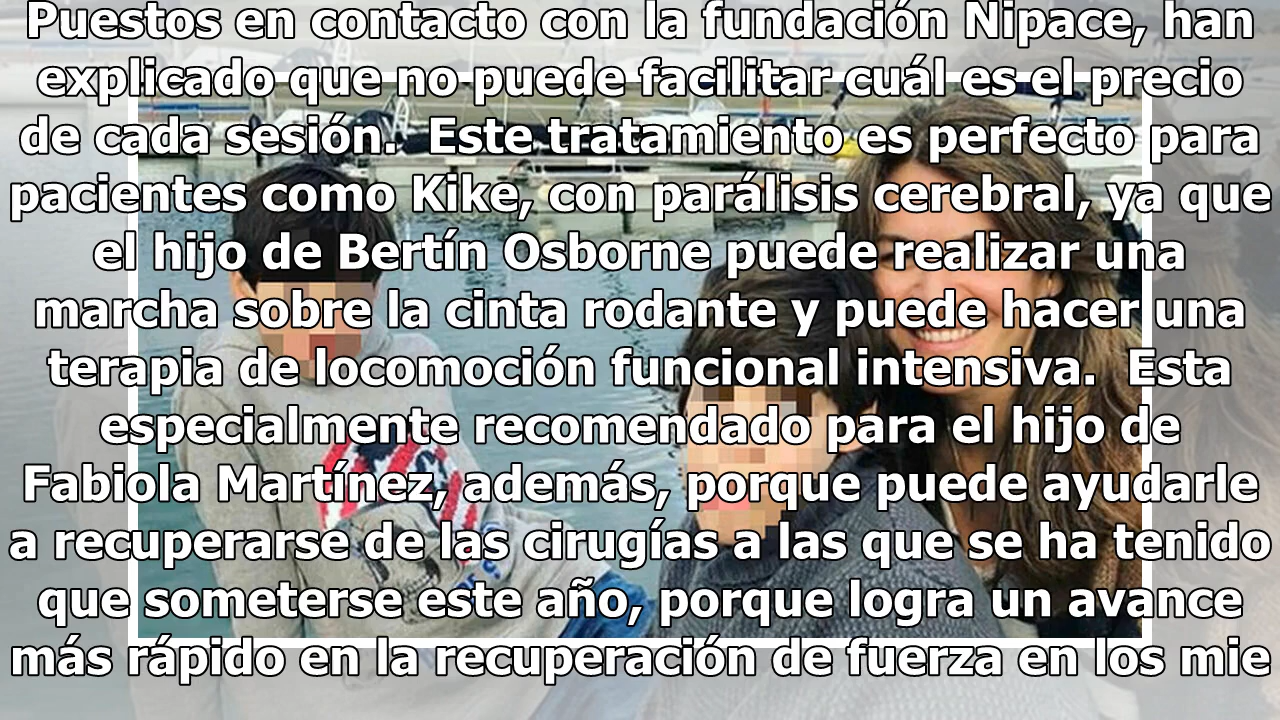 Puestos en contacto con la fundación Nipace, han
explicado que no puede facilitar cuál es el precio
de cada sesión.  Este tratamiento es perfecto para
pacientes como Kike, con parálisis cerebral, ya que
el hijo de Bertín Osborne puede realizar una
marcha sobre la cinta rodante y puede hacer una
terapia de locomoción funcional intensiva.  Esta
especialmente recomendado para el hijo de
Fabiola Martínez, además, porque puede ayudarle
a recuperarse de las cirugías a las que se ha tenido
que someterse este año, porque logra un avance
más rápido en la recuperación de fuerza en los mie